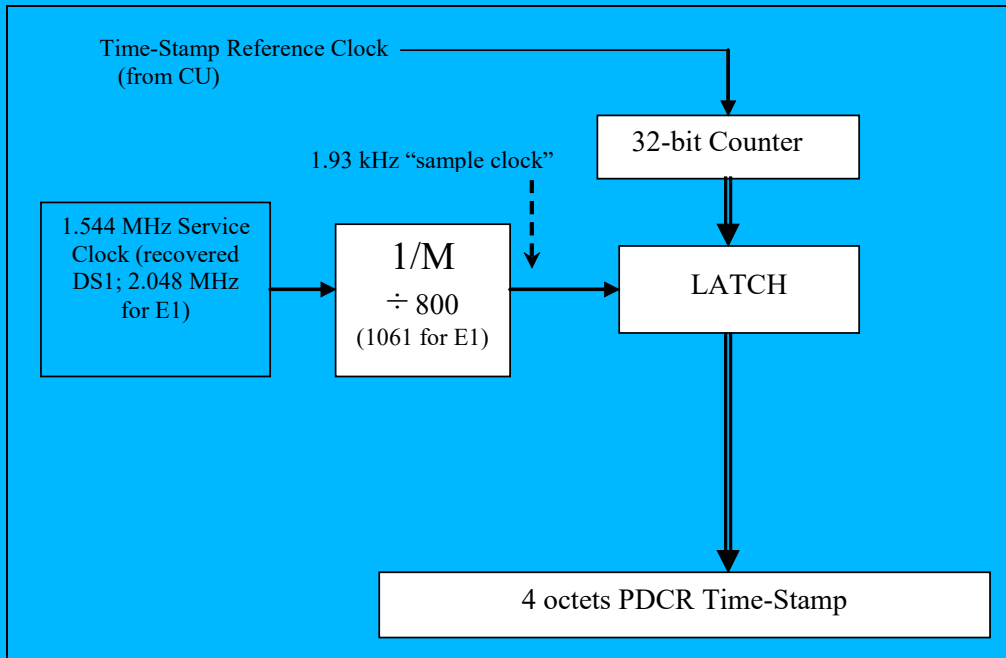 Time-Stamp Reference Clock
(from CU)
32-bit Counter
1.93 kHz “sample clock”
1.544 MHz Service
Clock (recovered
DS1; 2.048 MHz
for E1)
1/M
÷ 800
(1061 for E1)
LATCH
4 octets PDCR Time-Stamp